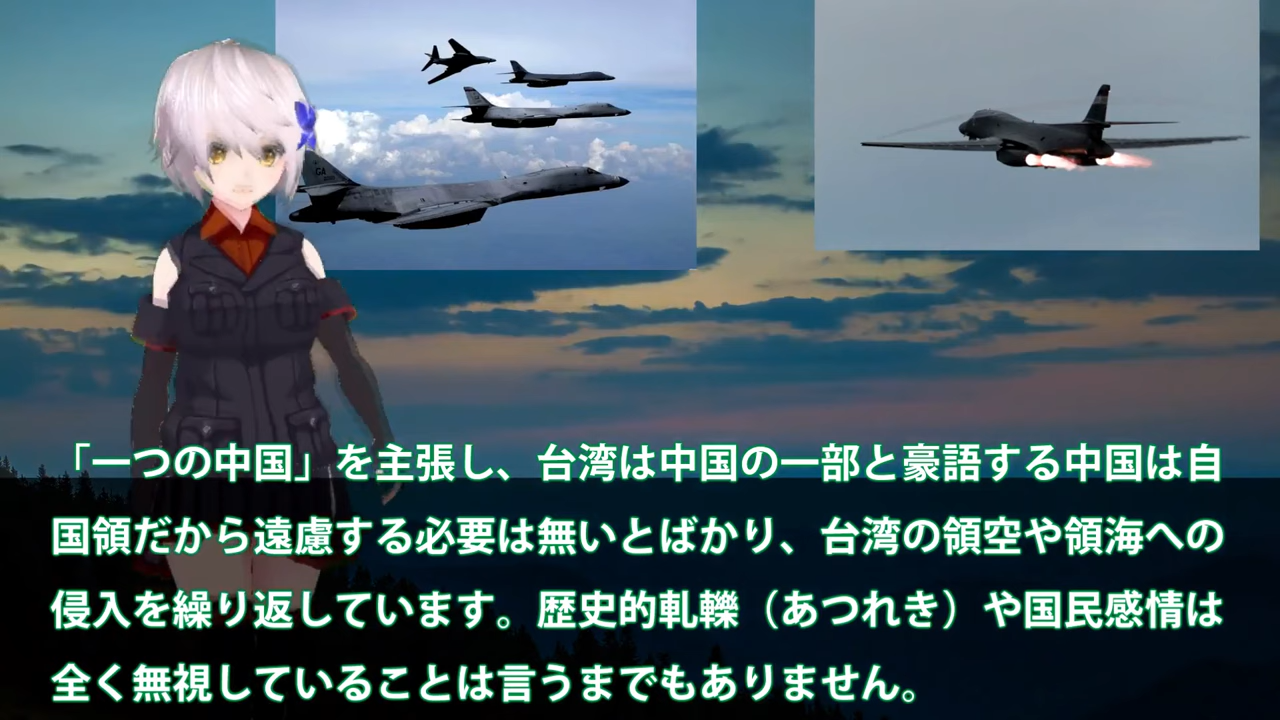 GA
「一つの中国」を主張し、台湾は中国の一部と豪語する中国は自
国領だから遠慮する必要は無いとばかり、台湾の領空や領海への
侵入を繰り返しています。歴史的軋轢（あつれき）や国民感情は
全く無視していることは言うまでもありません。